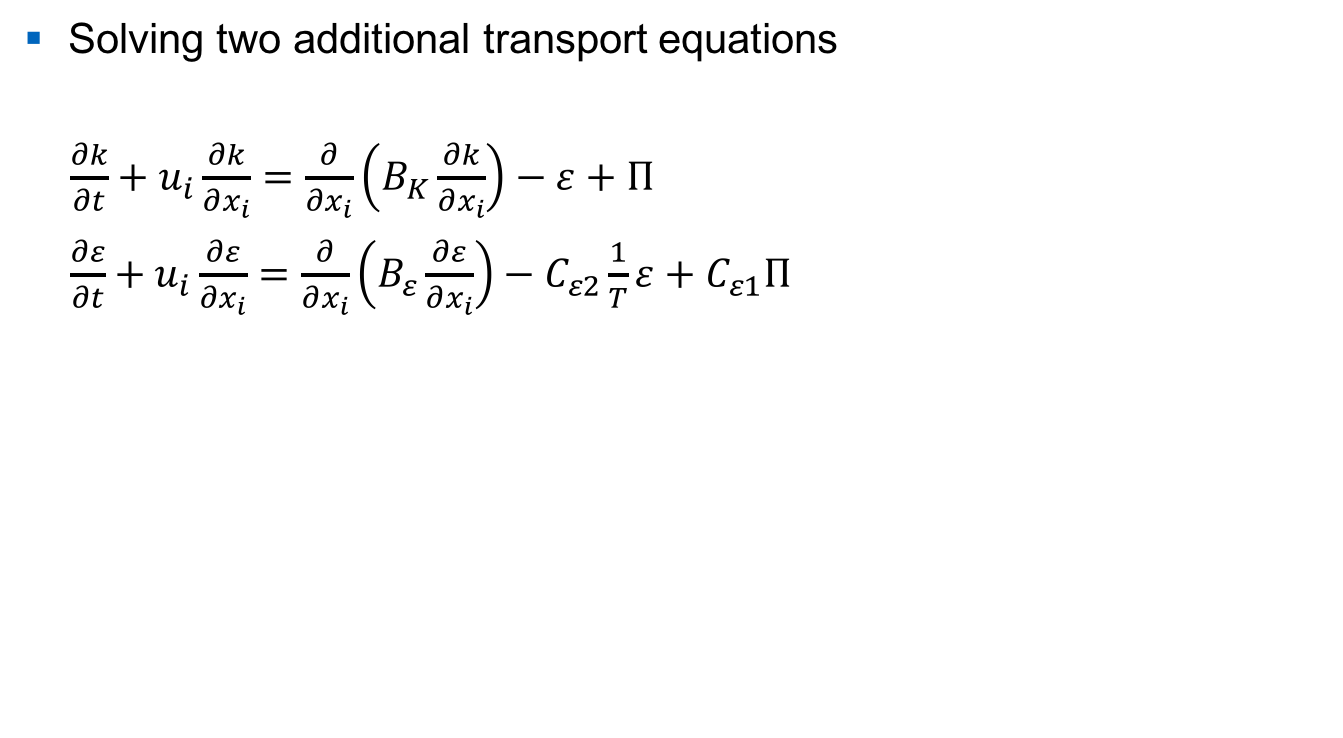 ▪ Solving two additional transport equations
∂k/∂t + u_i ∂k/∂x_i = ∂/∂x_i (B_K ∂k/∂x_i) − ε + Π
∂ε/∂t + u_i ∂ε/∂x_i = ∂/∂x_i (B_ε ∂ε/∂x_i) − C_ε2 1/T ε + C_ε1 Π